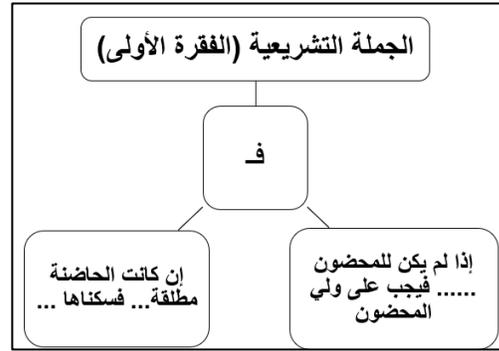 الجملة التشريعية (الفقرة الأولى)
فـ
إذا لم يكن للمحضون
...... فيجب على ولي
المحضون
إن كانت الحاضنة
مطلقة... فسكناها ...